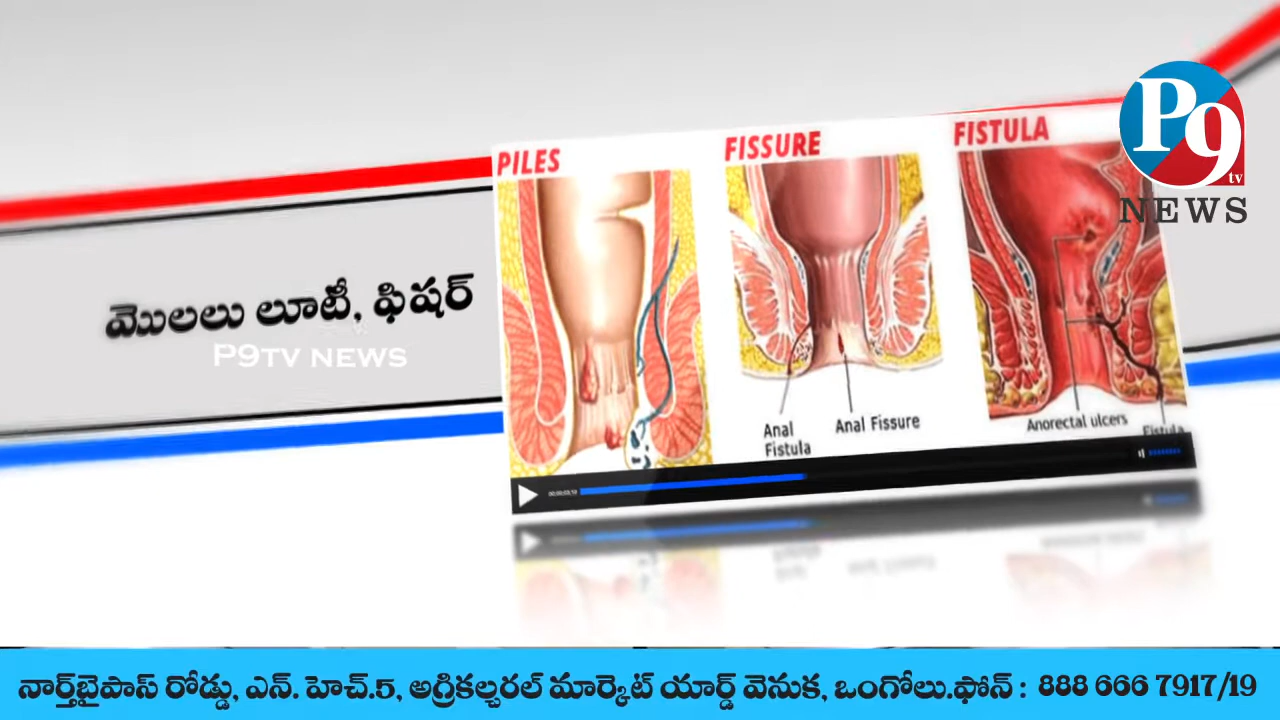 P9
tv
NEWS
PILES
FISSURE
FISTULA
మొలలు లూటీ, ఫిషర్
P9TV NEWS
Anal
Fistula
Anal Fissure
Anorectal ulcers
Fistula
నార్త్‌బైపాస్ రోడ్డు, ఎన్. హెచ్.5, అగ్రికల్చరల్ మార్కెట్ యార్డ్ వెనుక, ఒంగోలు.ఫోన్ : 888 666 7917/19